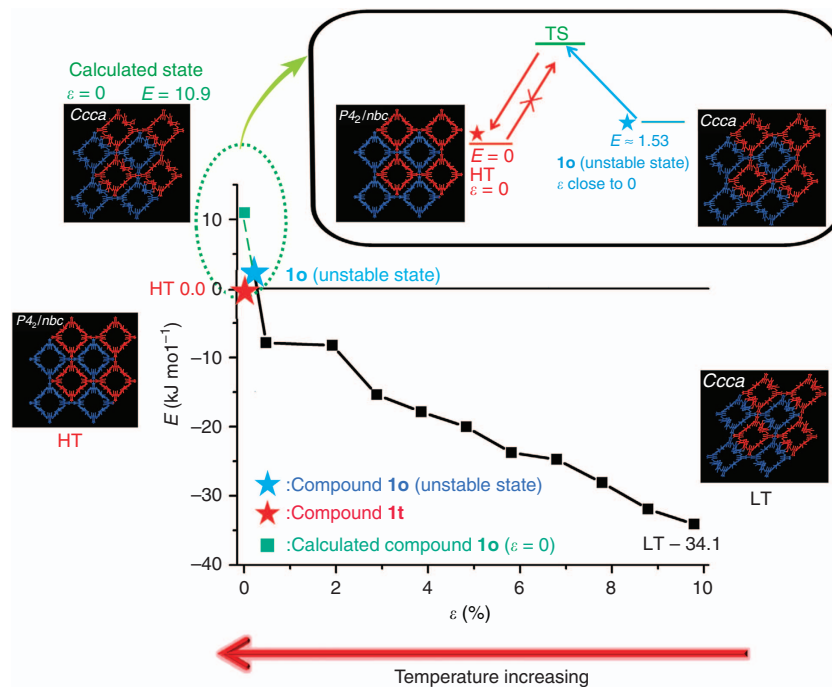 Calculated state
ε = 0 E = 10.9
Ccca
TS
P4₂/nbc
E = 0
HT
ε = 0
E ≈ 1.53
1o (unstable state)
ε close to 0
Ccca
10
HT 0.0
0
−10
−20
−30
−40
E (kJ mo1⁻¹)
1o (unstable state)
P4₂/nbc
HT
Ccca
LT
:Compound 1o (unstable state)
:Compound 1t
:Calculated compound 1o (ε = 0)
LT – 34.1
0 2 4 6 8 10
ε (%)
Temperature increasing